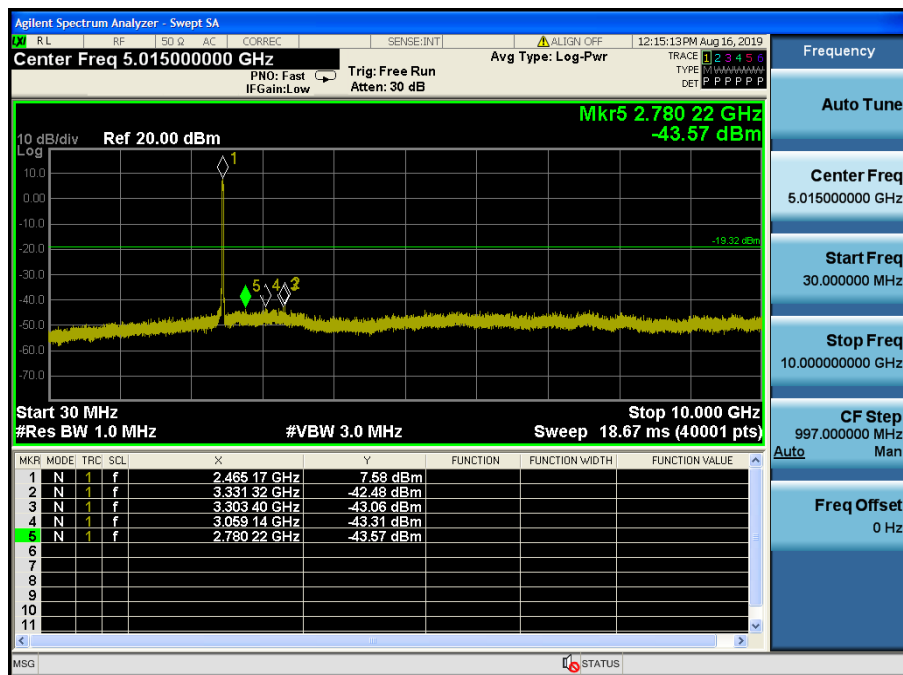 Agilent Spectrum Analyzer - Swept SA
LXI RL RF 50 Ω AC CORREC SENSE:INT ALIGN OFF 12:15:13 PM Aug 16, 2019
Center Freq 5.015000000 GHz
PNO: Fast
IFGain:Low
Trig: Free Run
Atten: 30 dB
Avg Type: Log-Pwr
TRACE 1 2 3 4 5 6
TYPE M WWWWW
DET P P P P P P
Mkr5 2.780 22 GHz
-43.57 dBm
10 dB/div Ref 20.00 dBm
Log
10.0
0.00
-10.0
-20.0
-30.0
-40.0
-50.0
-60.0
-70.0
1
-19.32 dBm
5 4 3 2
Start 30 MHz Stop 10.000 GHz
#Res BW 1.0 MHz #VBW 3.0 MHz Sweep 18.67 ms (40001 pts)
MKR MODE TRC SCL X Y FUNCTION FUNCTION WIDTH FUNCTION VALUE
1 N 1 f 2.465 17 GHz 7.58 dBm
2 N 1 f 3.331 32 GHz -42.48 dBm
3 N 1 f 3.303 40 GHz -43.06 dBm
4 N 1 f 3.059 14 GHz -43.31 dBm
5 N 1 f 2.780 22 GHz -43.57 dBm
6
7
8
9
10
11
MSG STATUS
Frequency
Auto Tune
Center Freq
5.015000000 GHz
Start Freq
30.000000 MHz
Stop Freq
10.000000000 GHz
CF Step
997.000000 MHz
Auto Man
Freq Offset
0 Hz